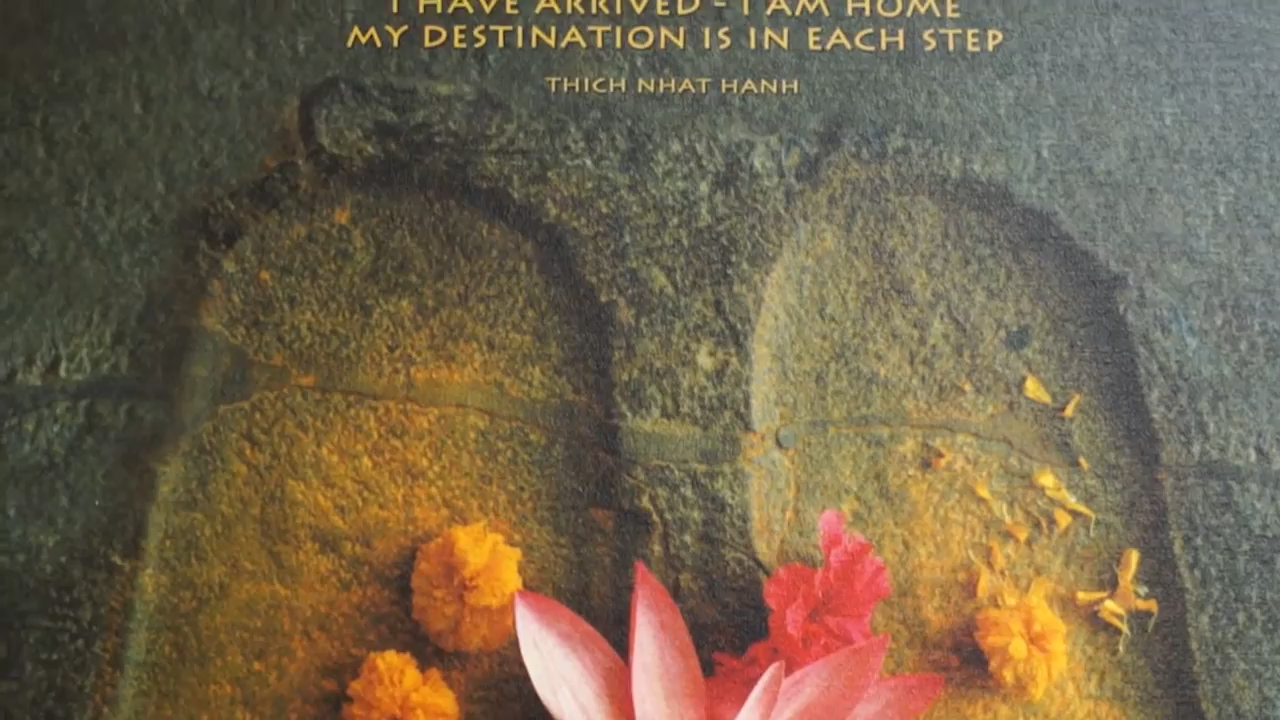 I HAVE ARRIVED - I AM HOME
MY DESTINATION IS IN EACH STEP
THICH NHAT HANH